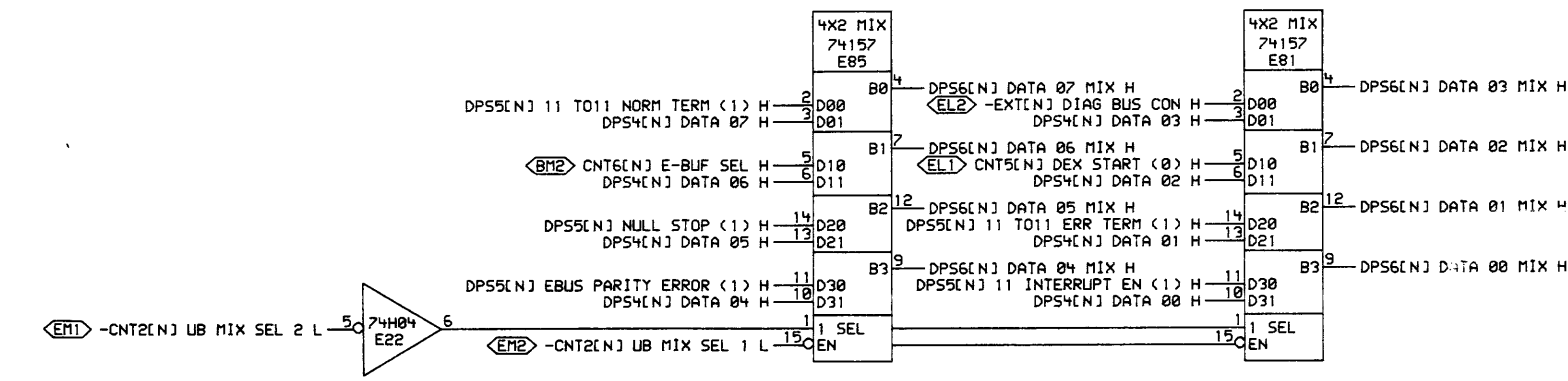 4X2 MIX
74157
E85
4X2 MIX
74157
E81
B0 4 DPS6[N] DATA 07 MIX H
B0 4 DPS6[N] DATA 03 MIX H
DPS5[N] 11 TO11 NORM TERM (1) H 2 D00
EL2 -EXT[N] DIAG BUS CON H 2 D00
DPS4[N] DATA 07 H 3 D01
DPS4[N] DATA 03 H 3 D01
B1 7 DPS6[N] DATA 06 MIX H
B1 7 DPS6[N] DATA 02 MIX H
BM2 CNT6[N] E-BUF SEL H 5 D10
EL1 CNT5[N] DEX START (0) H 5 D10
DPS4[N] DATA 06 H 6 D11
DPS4[N] DATA 02 H 6 D11
B2 12 DPS6[N] DATA 05 MIX H
B2 12 DPS6[N] DATA 01 MIX H
DPS5[N] NULL STOP (1) H 14 D20
DPS5[N] 11 TO11 ERR TERM (1) H 14 D20
DPS4[N] DATA 05 H 13 D21
DPS4[N] DATA 01 H 13 D21
B3 9 DPS6[N] DATA 04 MIX H
B3 9 DPS6[N] DATA 00 MIX H
DPS5[N] EBUS PARITY ERROR (1) H 11 D30
DPS5[N] 11 INTERRUPT EN (1) H 11 D30
DPS4[N] DATA 04 H 10 D31
DPS4[N] DATA 00 H 10 D31
EM1 -CNT2[N] UB MIX SEL 2 L 5 74H04 6
E22
1 1 SEL
1 1 SEL
EM2 -CNT2[N] UB MIX SEL 1 L 15 EN
15 EN